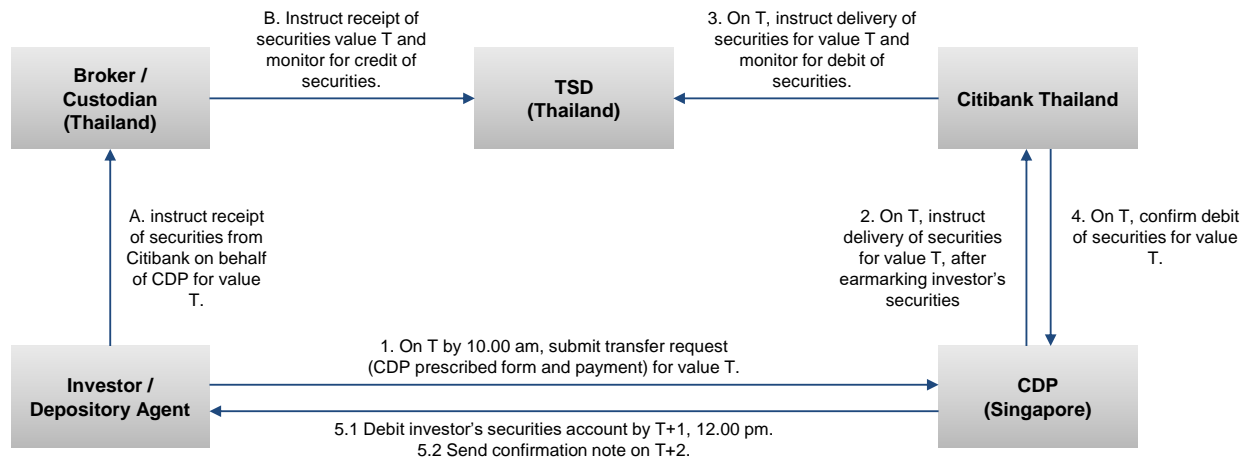 B. Instruct receipt of
securities value T and
monitor for credit of
securities.
3. On T, instruct delivery of
securities for value T and
monitor for debit of
securities.
Broker /
Custodian
(Thailand)
TSD
(Thailand)
Citibank Thailand
A. instruct receipt
of securities from
Citibank on behalf
of CDP for value
T.
2. On T, instruct
delivery of securities
for value T, after
earmarking investor's
securities
4. On T, confirm debit
of securities for value
T.
1. On T by 10.00 am, submit transfer request
(CDP prescribed form and payment) for value T.
Investor /
Depository Agent
CDP
(Singapore)
5.1 Debit investor's securities account by T+1, 12.00 pm.
5.2 Send confirmation note on T+2.